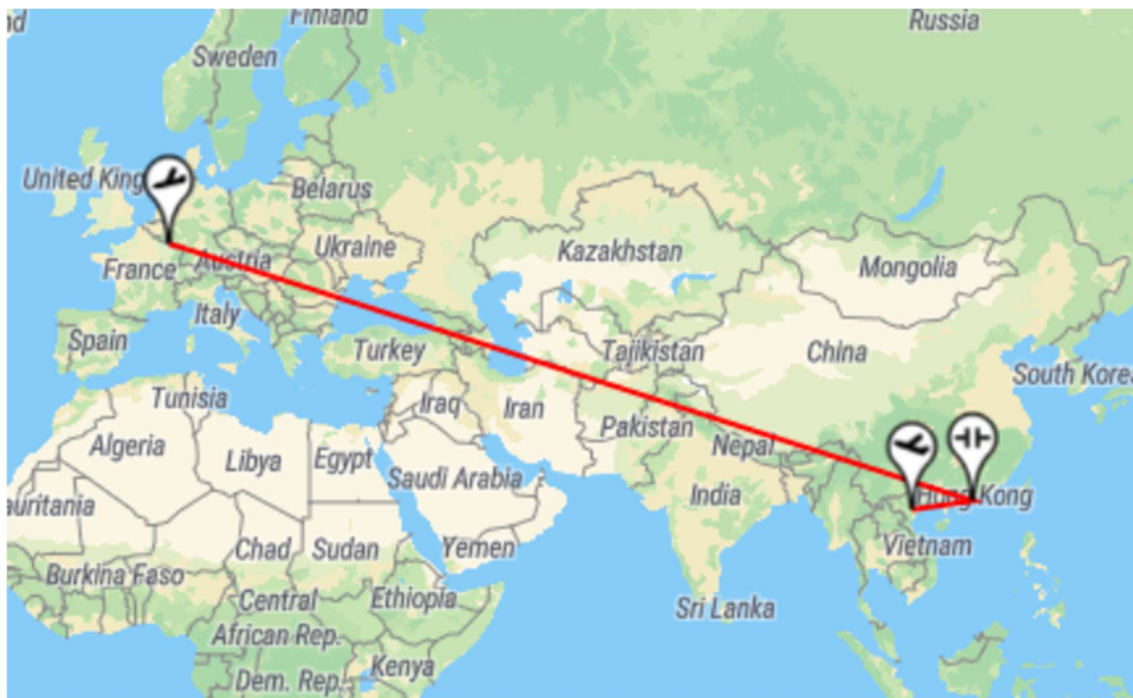 nd
Finland
Russia
Sweden
United King
Belarus
Ukraine
Kazakhstan
Mongolia
France
Austria
Italy
Spain
Turkey
Tajikistan
China
South Korea
Tunisia
Iraq
Iran
Pakistan
Nepal
Algeria
Libya
Egypt
Saudi Arabia
India
Hong Kong
auritania
Chad
Sudan
Yemen
Vietnam
Burkina Faso
Central
African Rep.
Ethiopia
Sri Lanka
Kenya
Dem. Rep.